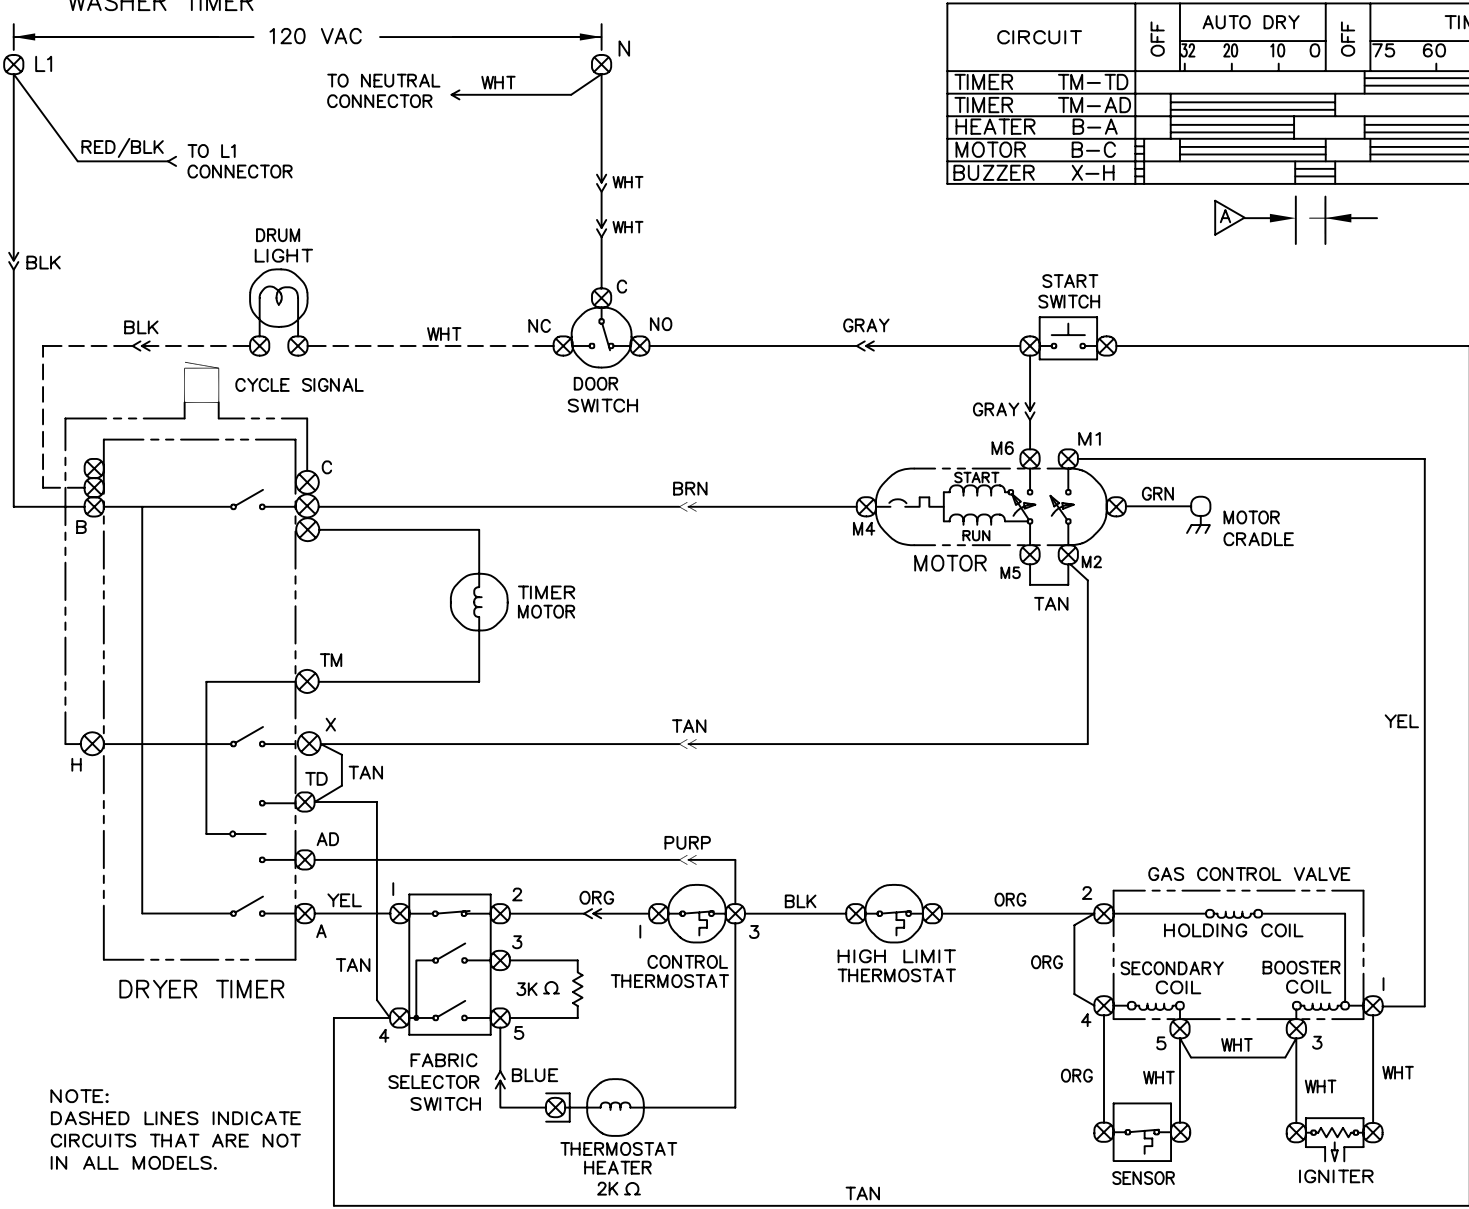 WASHER TIMER
120 VAC
L1
N
TO NEUTRAL
CONNECTOR
WHT
RED/BLK
TO L1
CONNECTOR
WHT
WHT
BLK
CIRCUIT
OFF
AUTO DRY
OFF
32 20 10 0
75 60
TIMER TM-TD
TIMER TM-AD
HEATER B-A
MOTOR B-C
BUZZER X-H
A
DRUM
LIGHT
C
START
SWITCH
BLK
WHT
NC
NO
GRAY
DOOR
SWITCH
CYCLE SIGNAL
GRAY
M6
M1
C
B
BRN
M4
START
RUN
GRN
MOTOR
CRADLE
MOTOR
M5
M2
TAN
TIMER
MOTOR
TM
X
TAN
YEL
H
TD
TAN
AD
PURP
YEL
A
1
2
ORG
1
3
BLK
ORG
2
GAS CONTROL VALVE
HOLDING COIL
CONTROL
THERMOSTAT
HIGH LIMIT
THERMOSTAT
DRYER TIMER
TAN
3
3K Ω
ORG
SECONDARY
COIL
BOOSTER
COIL
1
4
5
4
5
3
WHT
FABRIC
SELECTOR
SWITCH
BLUE
ORG
WHT
WHT
WHT
NOTE:
DASHED LINES INDICATE
CIRCUITS THAT ARE NOT
IN ALL MODELS.
THERMOSTAT
HEATER
2K Ω
SENSOR
IGNITER
TAN